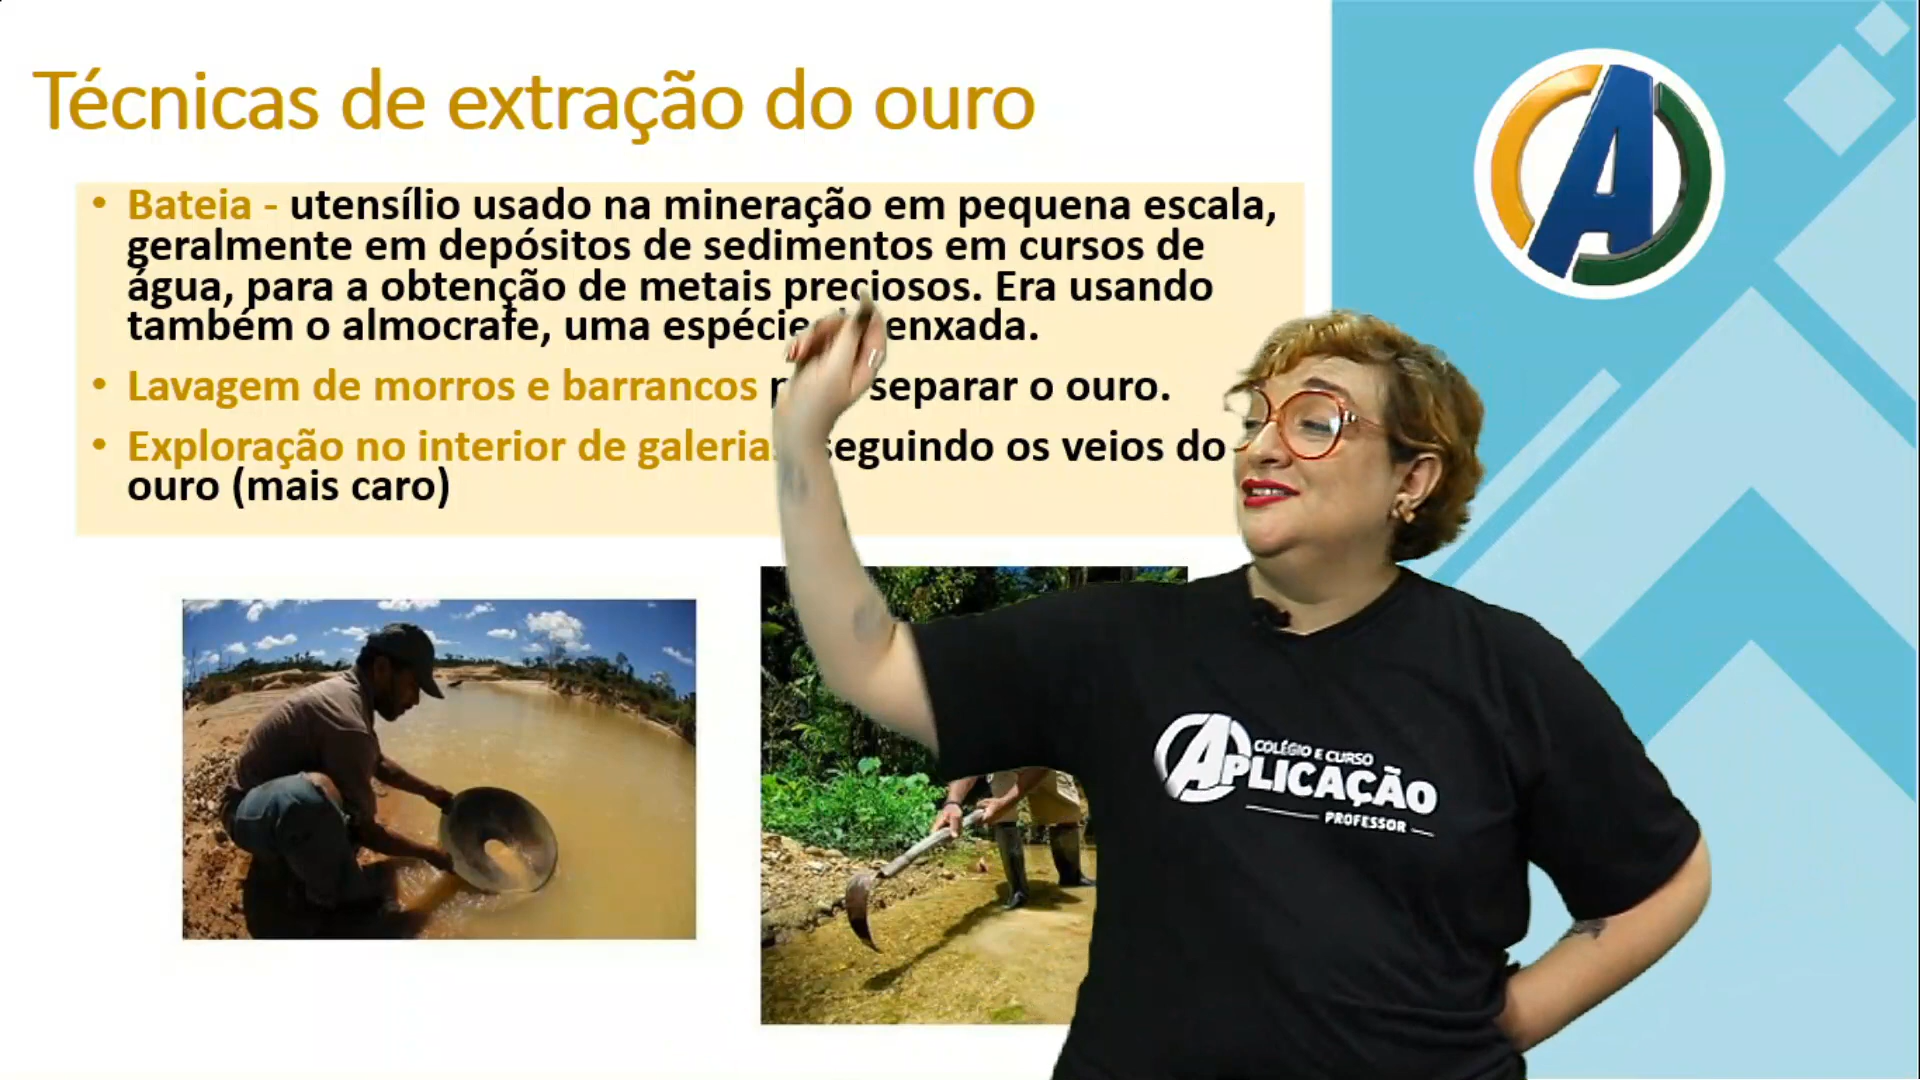 Técnicas de extração do ouro
• Bateia - utensílio usado na mineração em pequena escala,
geralmente em depósitos de sedimentos em cursos de
água, para a obtenção de metais preciosos. Era usando
também o almocrafe, uma espécie enxada.
• Lavagem de morros e barrancos separar o ouro.
• Exploração no interior de galeria seguindo os veios do
ouro (mais caro)
A
COLÉGIO E CURSO
APLICAÇÃO
PROFESSOR